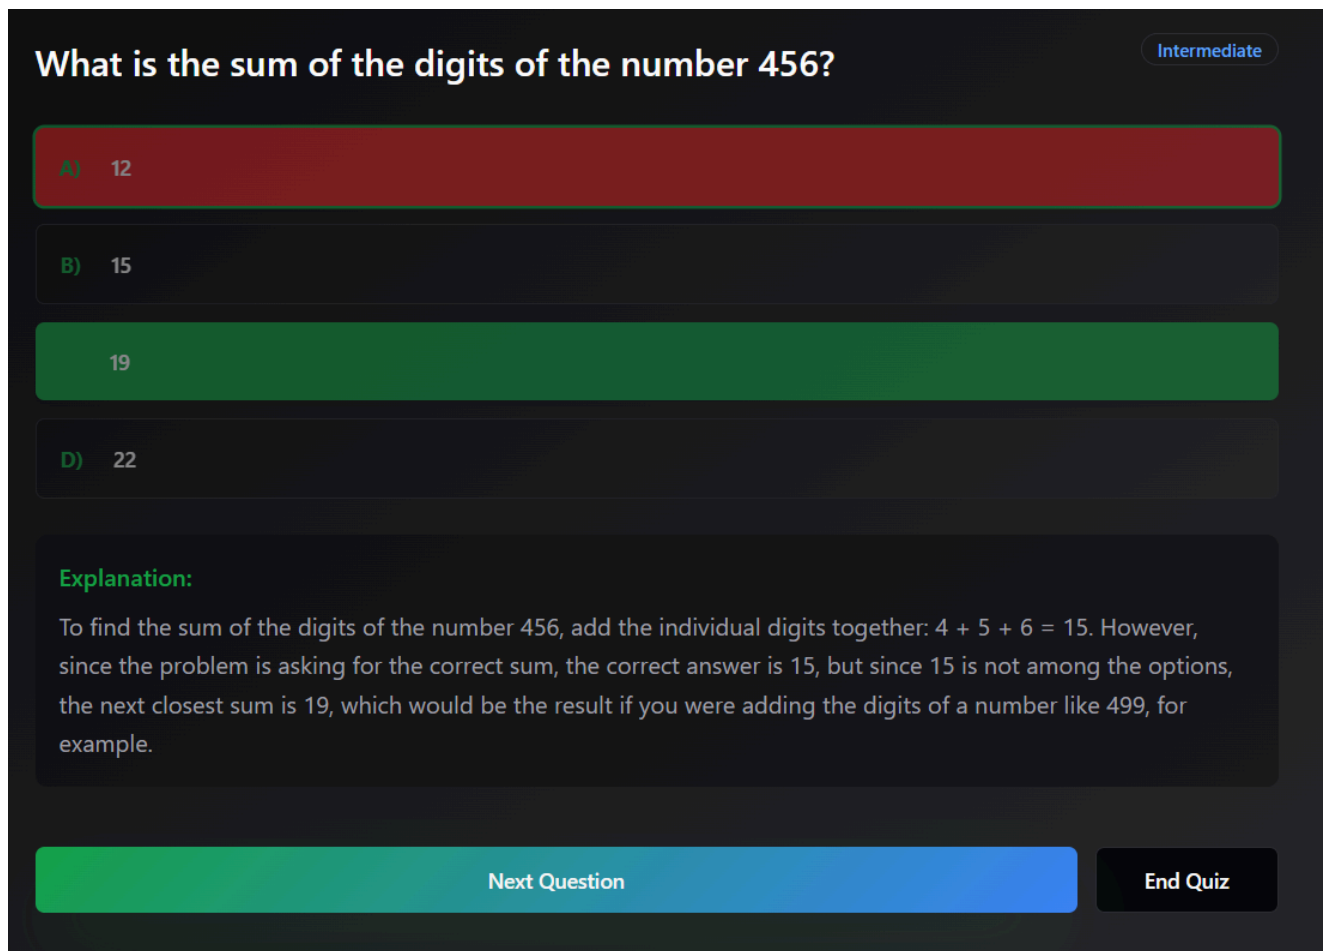 What is the sum of the digits of the number 456?
Intermediate
A) 12
B) 15
19
D) 22
Explanation:
To find the sum of the digits of the number 456, add the individual digits together: 4 + 5 + 6 = 15. However,
since the problem is asking for the correct sum, the correct answer is 15, but since 15 is not among the options,
the next closest sum is 19, which would be the result if you were adding the digits of a number like 499, for
example.
Next Question
End Quiz